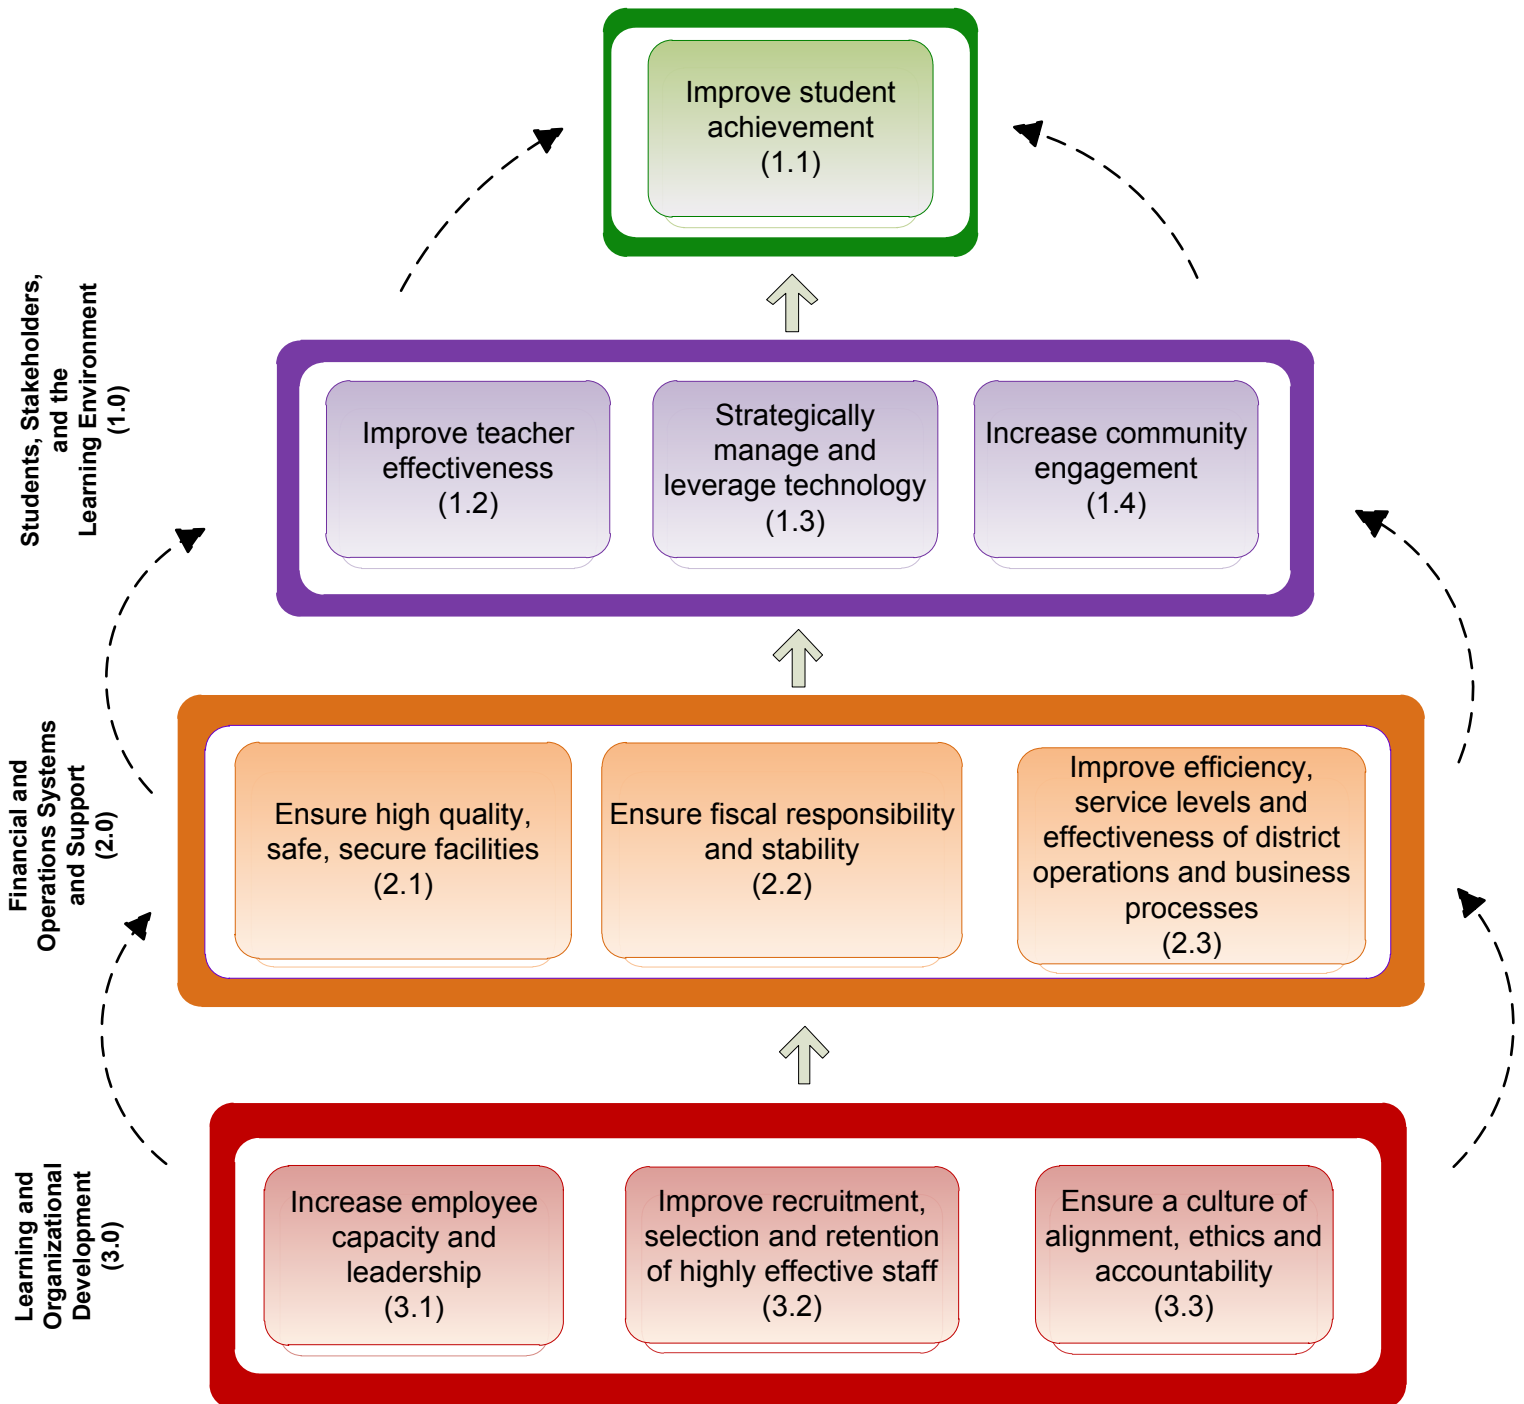 Improve student
achievement
(1.1)
Students, Stakeholders,
and the
Learning Environment
(1.0)
Improve teacher
effectiveness
(1.2)
Strategically
manage and
leverage technology
(1.3)
Increase community
engagement
(1.4)
Financial and
Operations Systems
and Support
(2.0)
Ensure high quality,
safe, secure facilities
(2.1)
Ensure fiscal responsibility
and stability
(2.2)
Improve efficiency,
service levels and
effectiveness of district
operations and business
processes
(2.3)
Learning and
Organizational
Development
(3.0)
Increase employee
capacity and
leadership
(3.1)
Improve recruitment,
selection and retention
of highly effective staff
(3.2)
Ensure a culture of
alignment, ethics and
accountability
(3.3)